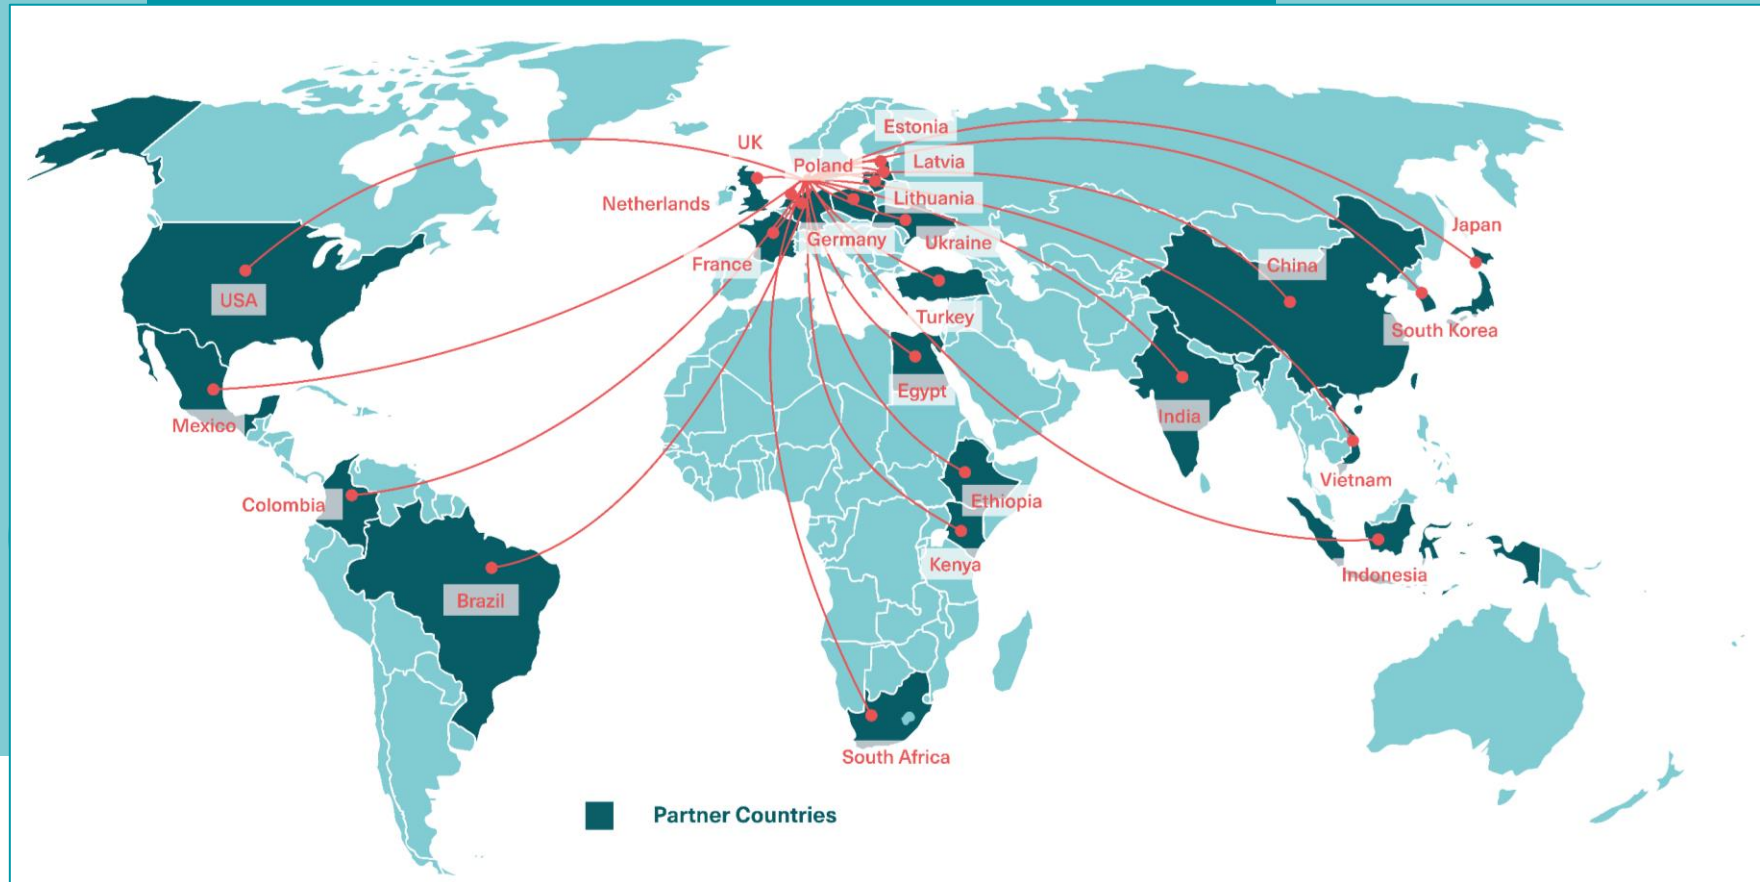 Estonia
UK
Poland
Latvia
Netherlands
Lithuania
Japan
Germany
Ukraine
France
China
USA
Turkey
South Korea
Egypt
India
Mexico
Vietnam
Colombia
Ethiopia
Kenya
Indonesia
Brazil
South Africa
Partner Countries